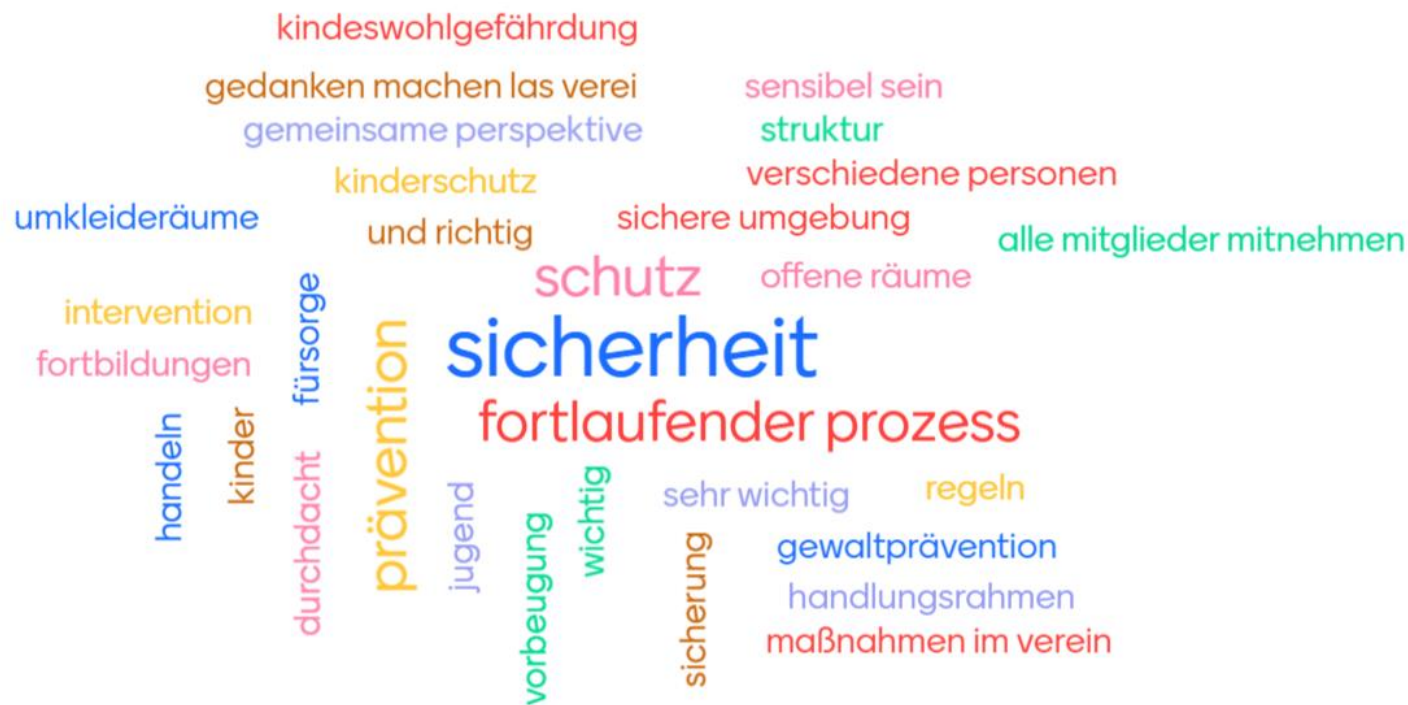 kindeswohlgefährdung
gedanken machen las verei
sensibel sein
gemeinsame perspektive
struktur
kinderschutz
verschiedene personen
umkleideräume
und richtig
sichere umgebung
alle mitglieder mitnehmen
schutz
offene räume
intervention
fürsorge
prävention
sicherheit
fortbildungen
fortlaufender prozess
handeln
kinder
durchdacht
jugend
vorbeugung
wichtig
sehr wichtig
regeln
sicherung
gewaltprävention
handlungsrahmen
maßnahmen im verein